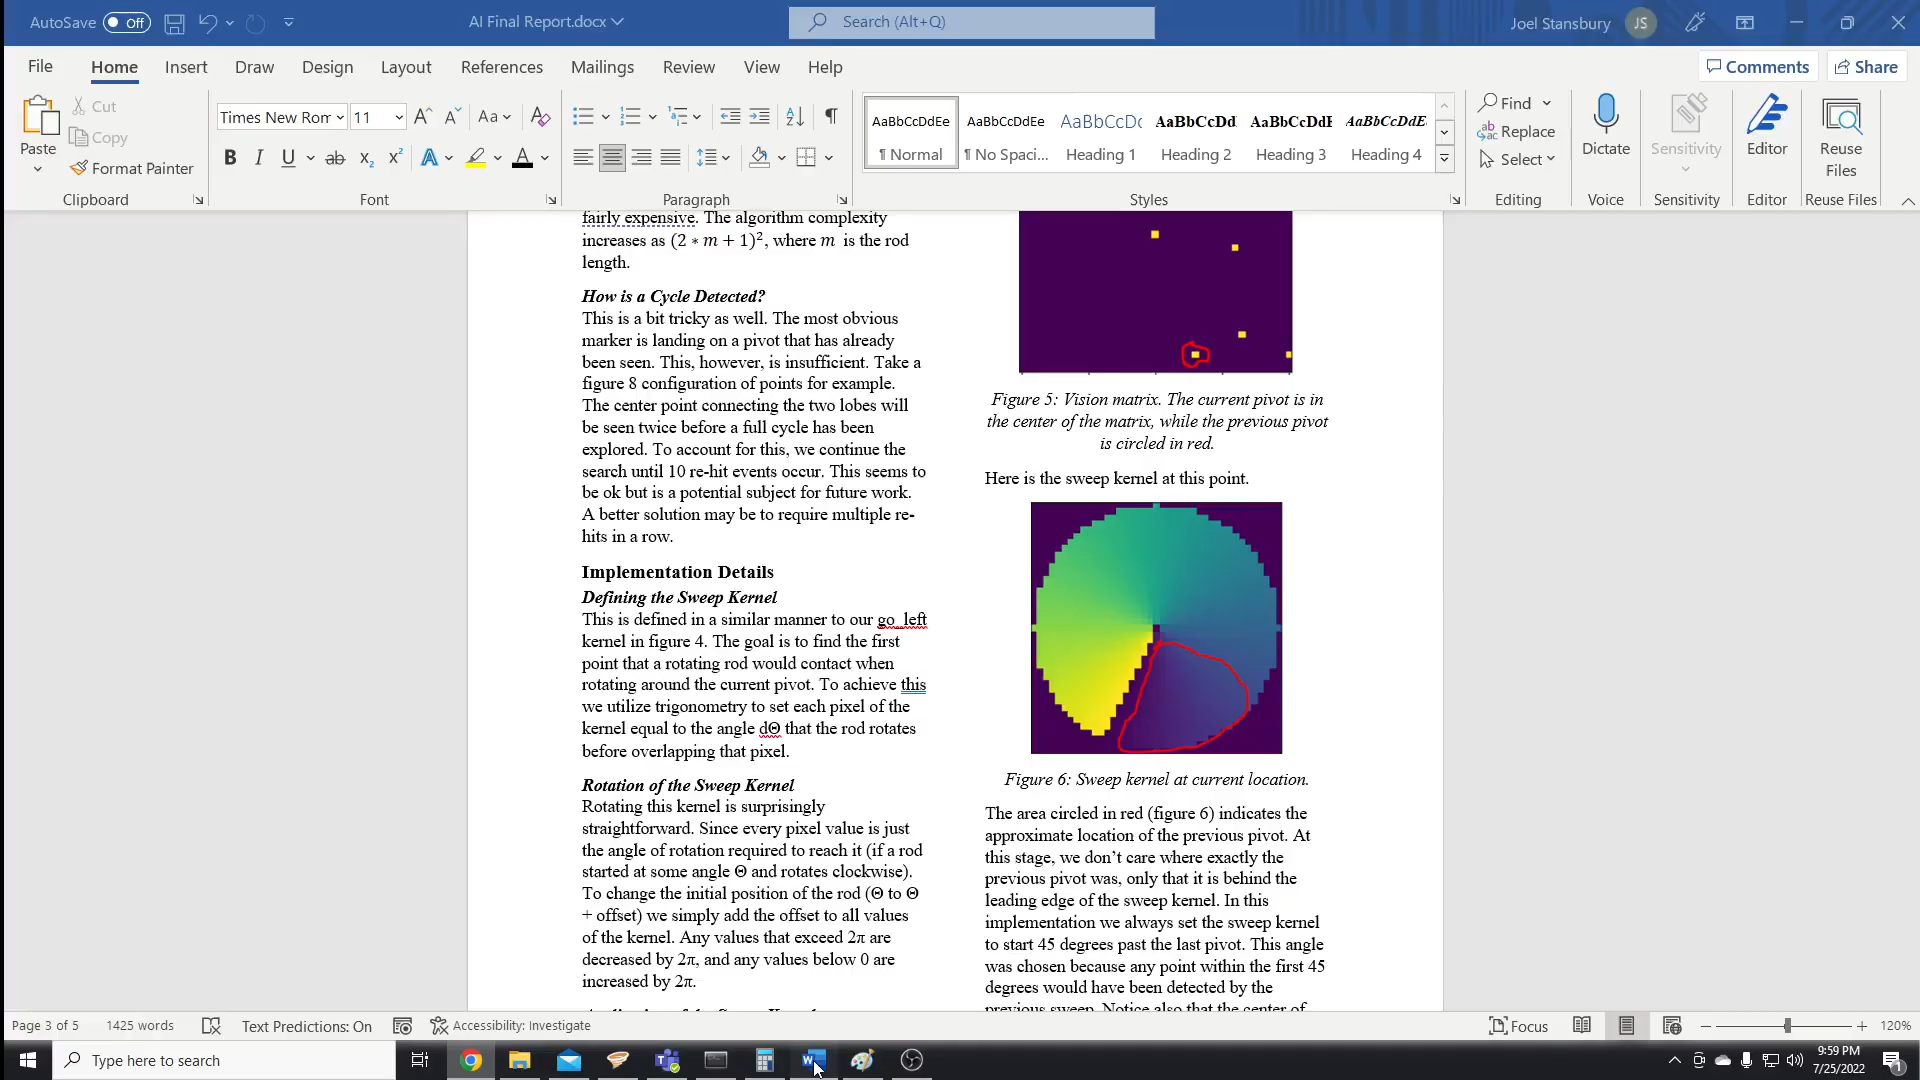 AutoSave Off
AI Final Report.docx
Search (Alt+Q)
Joel Stansbury JS
File Home Insert Draw Design Layout References Mailings Review View Help
Comments Share
Paste
Cut
Copy
Format Painter
Clipboard
Times New Rom 11
Font
Paragraph
AaBbCcDdEe AaBbCcDdEe AaBbCcDc AaBbCcDd AaBbCcDdE AaBbCcDdE
¶ Normal ¶ No Spaci... Heading 1 Heading 2 Heading 3 Heading 4
Styles
Find
Replace
Select
Editing
Dictate
Voice
Sensitivity
Sensitivity
Editor
Editor
Reuse
Files
Reuse Files
fairly expensive. The algorithm complexity
increases as (2 * m + 1)², where m is the rod
length.
How is a Cycle Detected?
This is a bit tricky as well. The most obvious
marker is landing on a pivot that has already
been seen. This, however, is insufficient. Take a
figure 8 configuration of points for example.
The center point connecting the two lobes will
be seen twice before a full cycle has been
explored. To account for this, we continue the
search until 10 re-hit events occur. This seems to
be ok but is a potential subject for future work.
A better solution may be to require multiple re-
hits in a row.
Implementation Details
Defining the Sweep Kernel
This is defined in a similar manner to our go_left
kernel in figure 4. The goal is to find the first
point that a rotating rod would contact when
rotating around the current pivot. To achieve this
we utilize trigonometry to set each pixel of the
kernel equal to the angle dΘ that the rod rotates
before overlapping that pixel.
Rotation of the Sweep Kernel
Rotating this kernel is surprisingly
straightforward. Since every pixel value is just
the angle of rotation required to reach it (if a rod
started at some angle Θ and rotates clockwise).
To change the initial position of the rod (Θ to Θ
+ offset) we simply add the offset to all values
of the kernel. Any values that exceed 2π are
decreased by 2π, and any values below 0 are
increased by 2π.
Figure 5: Vision matrix. The current pivot is in
the center of the matrix, while the previous pivot
is circled in red.
Here is the sweep kernel at this point.
Figure 6: Sweep kernel at current location.
The area circled in red (figure 6) indicates the
approximate location of the previous pivot. At
this stage, we don’t care where exactly the
previous pivot was, only that it is behind the
leading edge of the sweep kernel. In this
implementation we always set the sweep kernel
to start 45 degrees past the last pivot. This angle
was chosen because any point within the first 45
degrees would have been detected by the
previous sweep. Notice also that the center of
Page 3 of 5 1425 words Text Predictions: On Accessibility: Investigate
Focus 120%
Type here to search
9:59 PM
7/25/2022
1